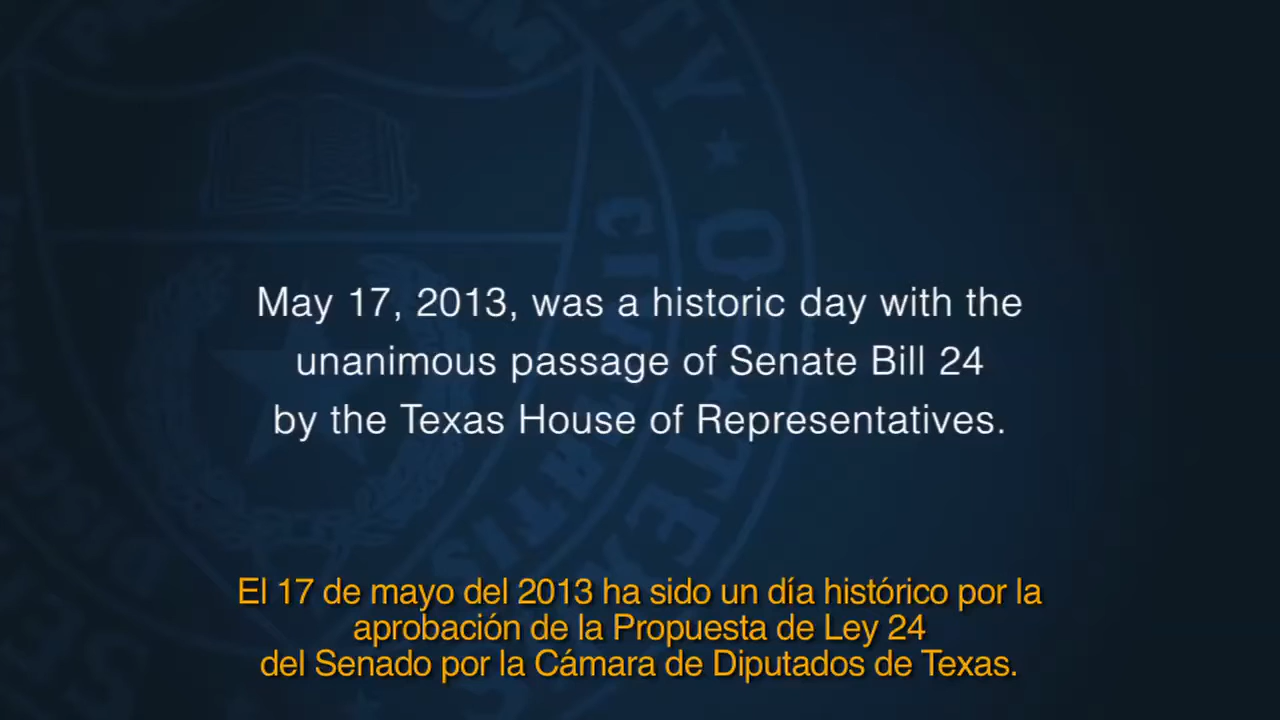 May 17, 2013, was a historic day with the
unanimous passage of Senate Bill 24
by the Texas House of Representatives.
El 17 de mayo del 2013 ha sido un día histórico por la
aprobación de la Propuesta de Ley 24
del Senado por la Cámara de Diputados de Texas.